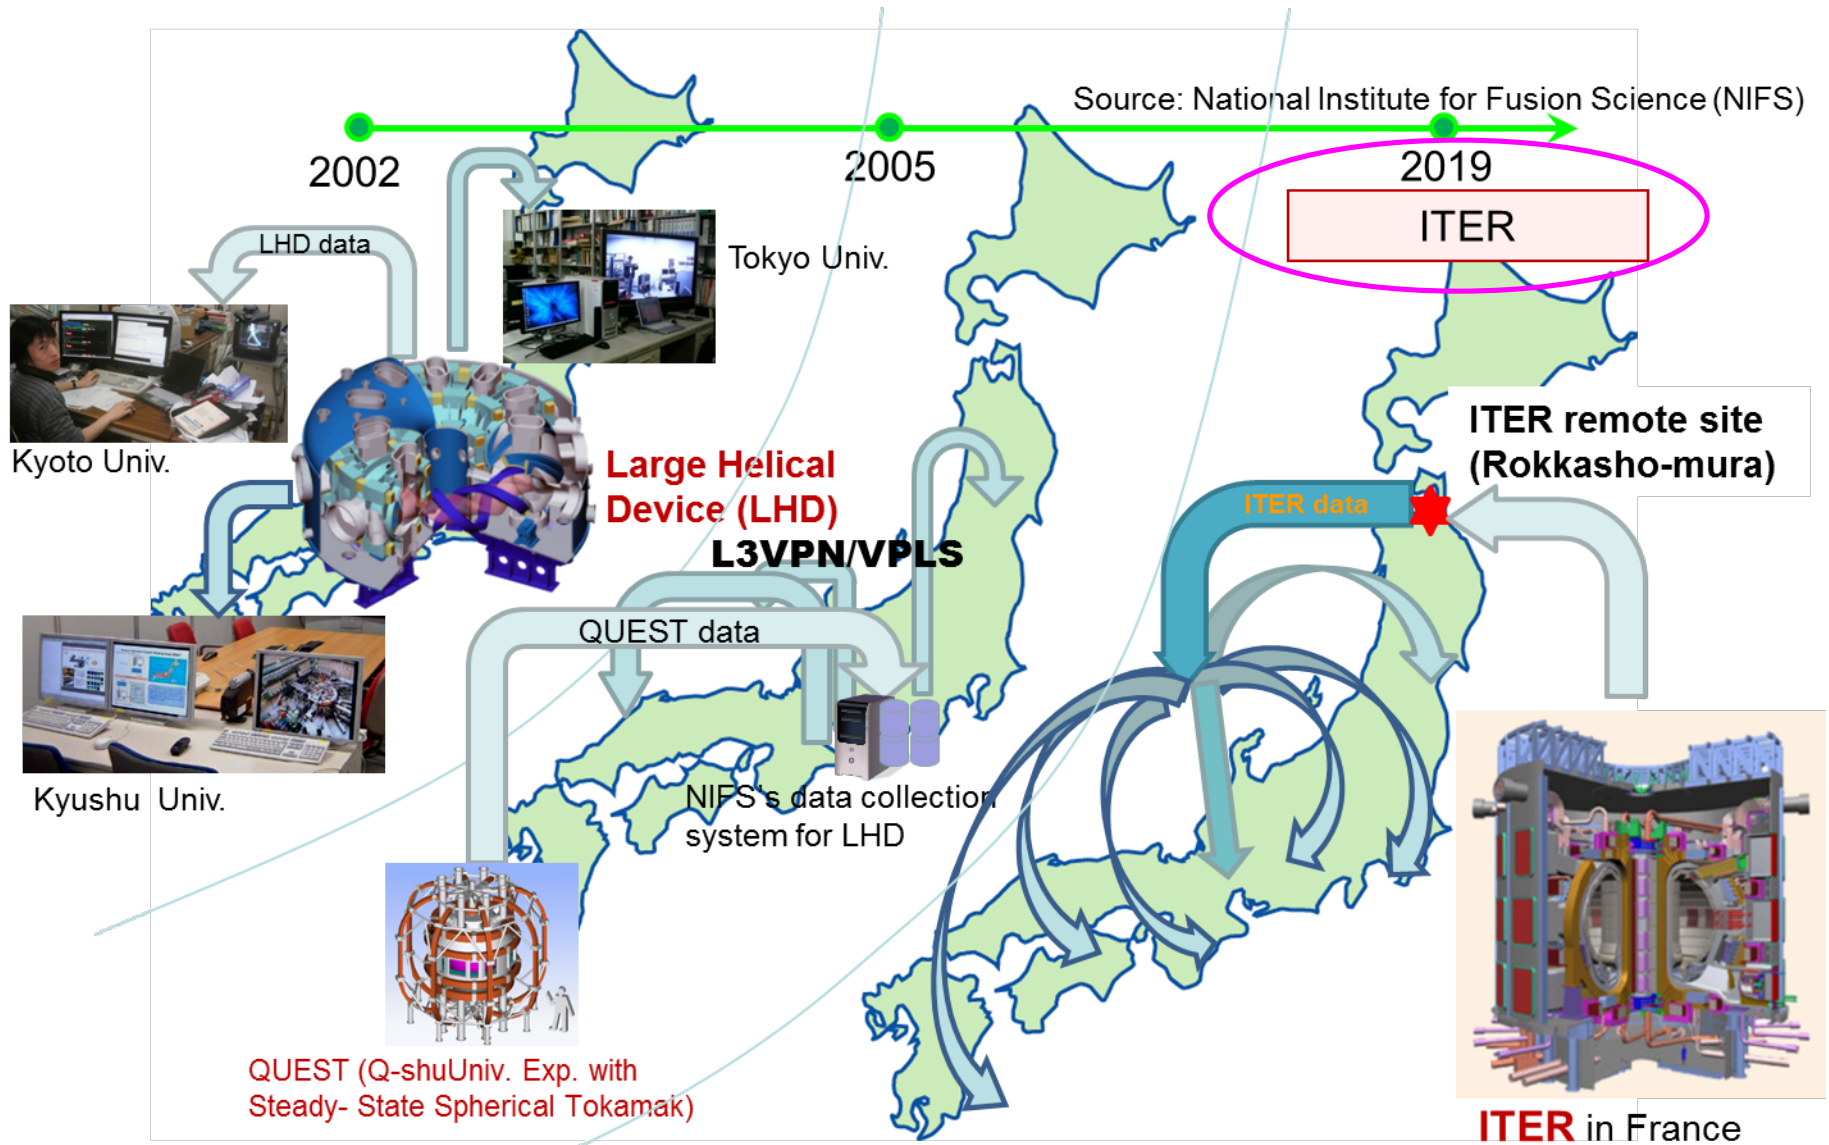 Source: National Institute for Fusion Science (NIFS)
2002
2005
2019
ITER
LHD data
Tokyo Univ.
Kyoto Univ.
Large Helical
Device (LHD)
L3VPN/VPLS
ITER remote site
(Rokkasho-mura)
ITER data
QUEST data
Kyushu Univ.
NIFS's data collection
system for LHD
QUEST (Q-shuUniv. Exp. with
Steady- State Spherical Tokamak)
ITER in France